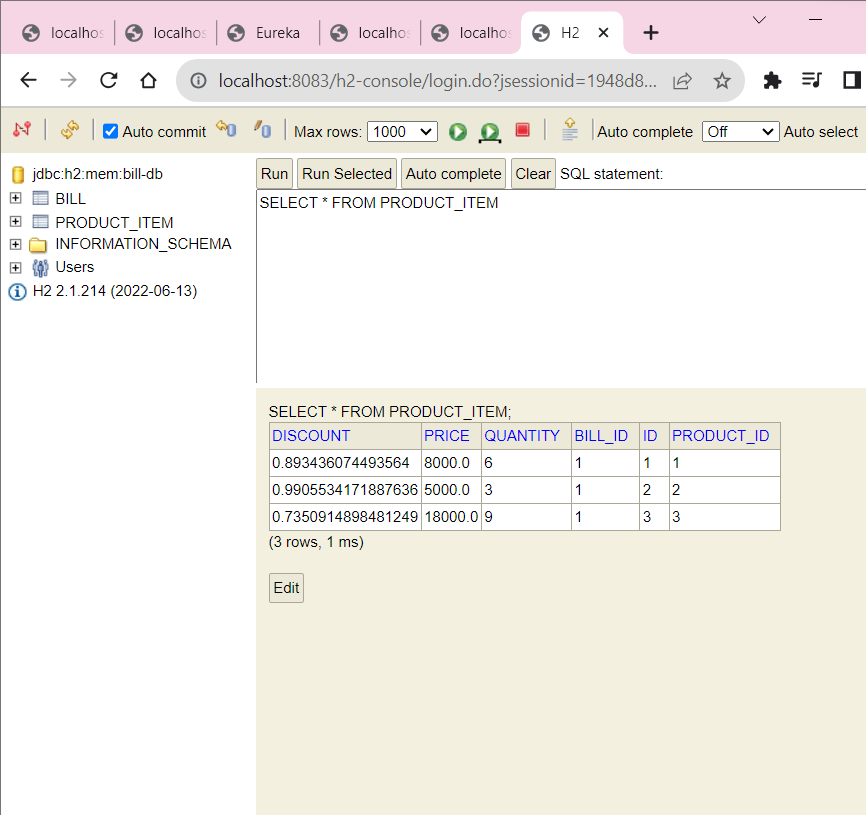 localhos localhos Eureka localhos localhos H2
localhost:8083/h2-console/login.do?jsessionid=1948d8...
Auto commit Max rows: 1000 Auto complete Off Auto select
jdbc:h2:mem:bill-db
BILL
PRODUCT_ITEM
INFORMATION_SCHEMA
Users
H2 2.1.214 (2022-06-13)
Run Run Selected Auto complete Clear SQL statement:
SELECT * FROM PRODUCT_ITEM
SELECT * FROM PRODUCT_ITEM;
DISCOUNT PRICE QUANTITY BILL_ID ID PRODUCT_ID
0.893436074493564 8000.0 6 1 1 1
0.9905534171887636 5000.0 3 1 2 2
0.7350914898481249 18000.0 9 1 3 3
(3 rows, 1 ms)
Edit